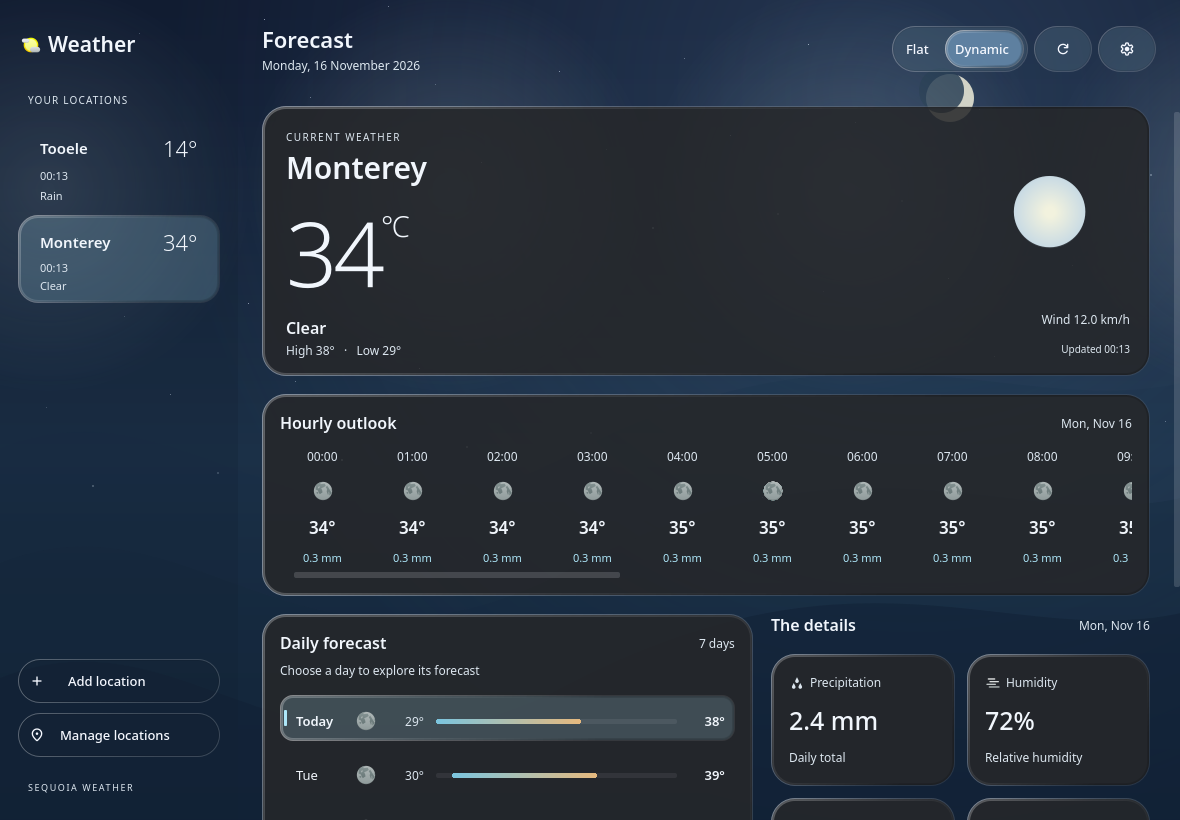 Weather
YOUR LOCATIONS
Tooele 14°
00:13
Rain
Monterey 34°
00:13
Clear
Add location
Manage locations
SEQUOIA WEATHER
Forecast
Monday, 16 November 2026
Flat Dynamic
CURRENT WEATHER
Monterey
34°C
Clear
High 38° · Low 29°
Wind 12.0 km/h
Updated 00:13
Hourly outlook Mon, Nov 16
00:00 01:00 02:00 03:00 04:00 05:00 06:00 07:00 08:00 09:
34° 34° 34° 34° 35° 35° 35° 35° 35°
0.3 mm 0.3 mm 0.3 mm 0.3 mm 0.3 mm 0.3 mm 0.3 mm 0.3 mm 0.3 mm 0.3
Daily forecast 7 days
Choose a day to explore its forecast
Today 29° 38°
Tue 30° 39°
The details Mon, Nov 16
Precipitation
2.4 mm
Daily total
Humidity
72%
Relative humidity